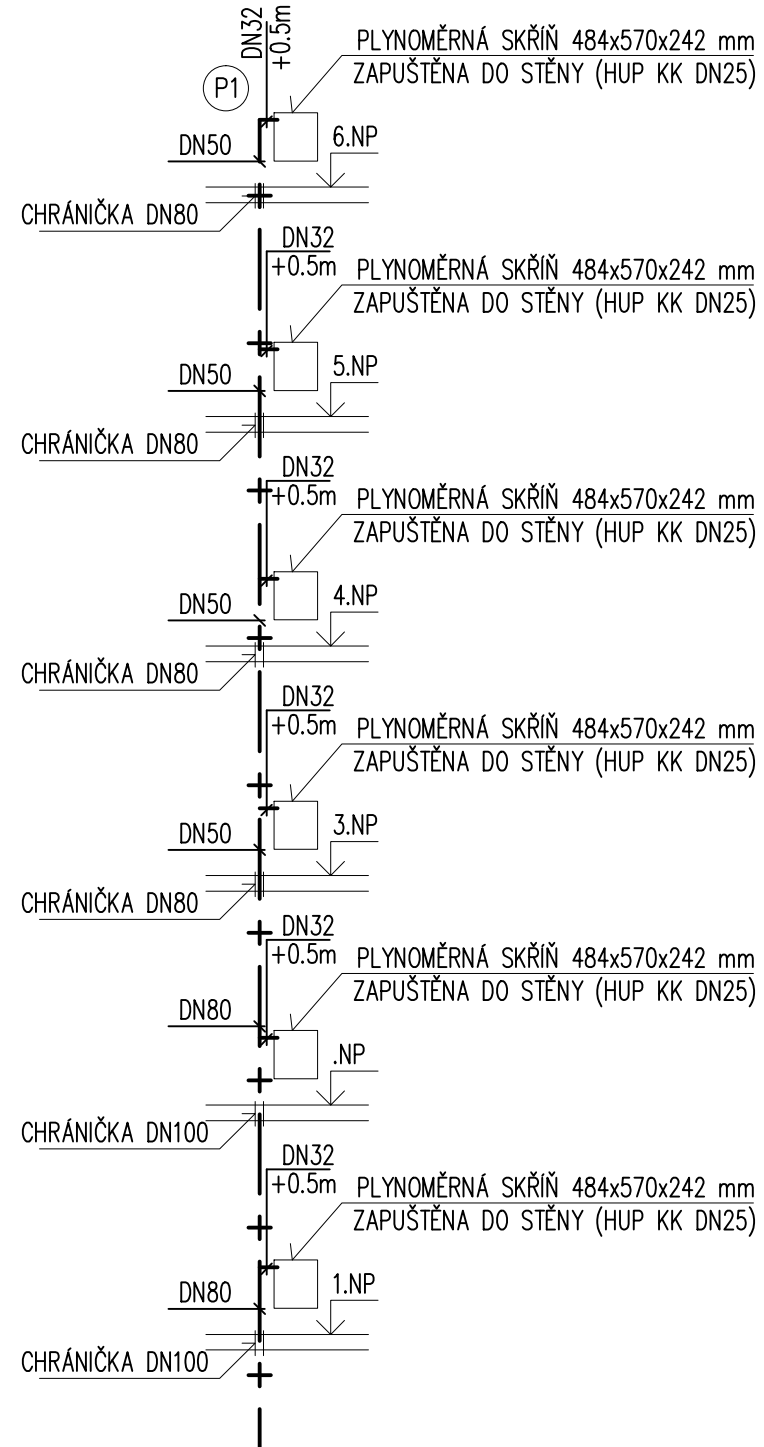 DN32
+0.5m
PLYNOMĚRNÁ SKŘÍŇ 484x570x242 mm
ZAPUŠTĚNA DO STĚNY (HUP KK DN25)
P1
DN50
6.NP
CHRÁNIČKA DN80
DN32
+0.5m
PLYNOMĚRNÁ SKŘÍŇ 484x570x242 mm
ZAPUŠTĚNA DO STĚNY (HUP KK DN25)
DN50
5.NP
CHRÁNIČKA DN80
DN32
+0.5m
PLYNOMĚRNÁ SKŘÍŇ 484x570x242 mm
ZAPUŠTĚNA DO STĚNY (HUP KK DN25)
DN50
4.NP
CHRÁNIČKA DN80
DN32
+0.5m
PLYNOMĚRNÁ SKŘÍŇ 484x570x242 mm
ZAPUŠTĚNA DO STĚNY (HUP KK DN25)
DN50
3.NP
CHRÁNIČKA DN80
DN32
+0.5m
PLYNOMĚRNÁ SKŘÍŇ 484x570x242 mm
ZAPUŠTĚNA DO STĚNY (HUP KK DN25)
DN80
.NP
CHRÁNIČKA DN100
DN32
+0.5m
PLYNOMĚRNÁ SKŘÍŇ 484x570x242 mm
ZAPUŠTĚNA DO STĚNY (HUP KK DN25)
DN80
1.NP
CHRÁNIČKA DN100